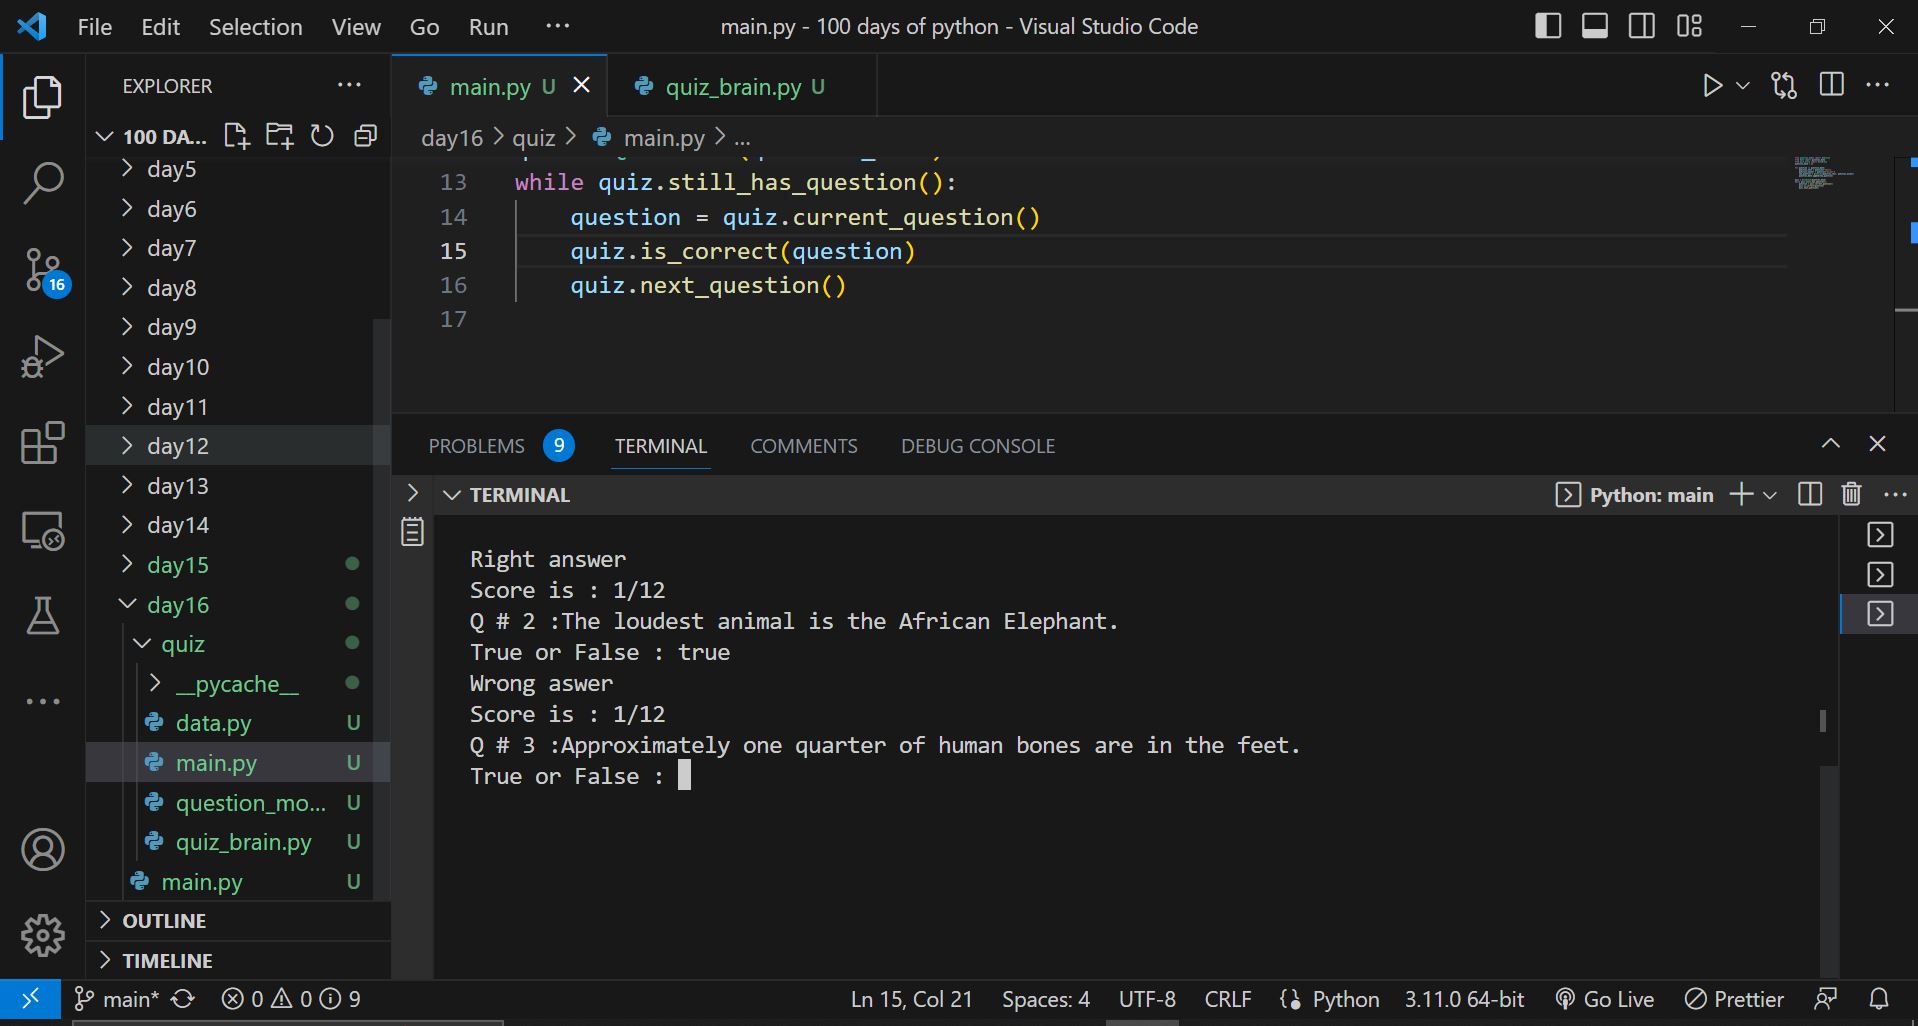 File Edit Selection View Go Run ··· main.py - 100 days of python - Visual Studio Code
EXPLORER ···
100 DA...
day5
day6
day7
day8
day9
day10
day11
day12
day13
day14
day15
day16
quiz
__pycache__
data.py U
main.py U
question_mo... U
quiz_brain.py U
main.py U
OUTLINE
TIMELINE
16
main.py U quiz_brain.py U
day16 > quiz > main.py > ...
13 while quiz.still_has_question():
14 question = quiz.current_question()
15 quiz.is_correct(question)
16 quiz.next_question()
17
PROBLEMS 9 TERMINAL COMMENTS DEBUG CONSOLE
TERMINAL Python: main
Right answer
Score is : 1/12
Q # 2 :The loudest animal is the African Elephant.
True or False : true
Wrong aswer
Score is : 1/12
Q # 3 :Approximately one quarter of human bones are in the feet.
True or False :
main* 0 0 9 Ln 15, Col 21 Spaces: 4 UTF-8 CRLF Python 3.11.0 64-bit Go Live Prettier